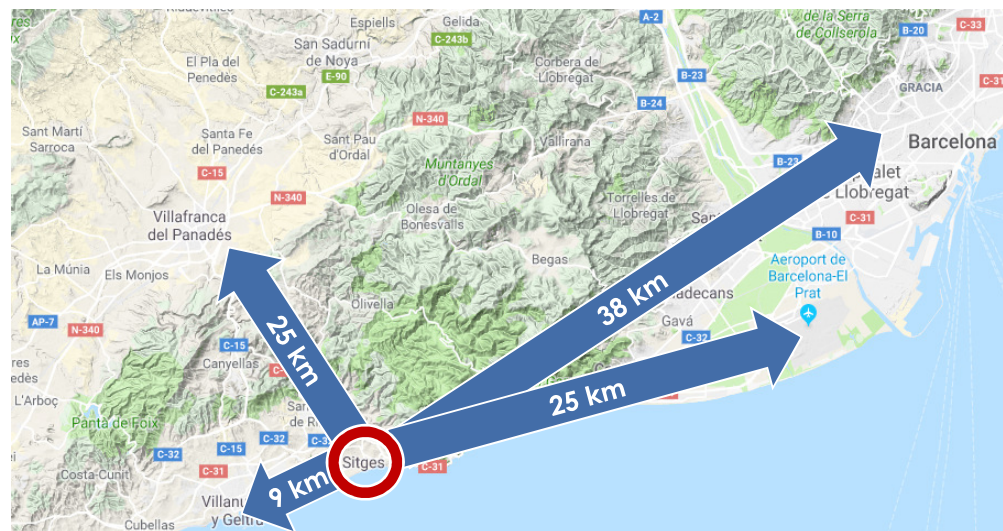 Riudevitlles
Espiells
Gelida
C-243b
A-2
de la Serra
de Collserola
B-20
C-33
San Sadurní
de Noya
El Pla del
Penedès
E-90
C-243a
Corbera de
Llobregat
B-23
B-24
C-31
GRACIA
Sant Martí
Sarroca
Santa Fe
del Panedés
Sant Pau
d'Ordal
N-340
Vallirana
Barcelona
C-15
Muntanyes
d'Ordal
B-23
N-340
Villafranca
del Panadés
Olesa de
Bonesvalls
Torrelles de
Llobregat
Llobregat
C-31
B-10
La Múnia
Els Monjos
Begas
Aeroport de
Barcelona-El
Prat
Olivella
38 km
Gavá
AP-7
N-340
C-15
Canyellas
25 km
C-32
L'Arboç
25 km
Panta de Foix
C-32
C-15
C-32
Sitges
C-31
C-31
Costa-Cunit
9 km
Cubellas